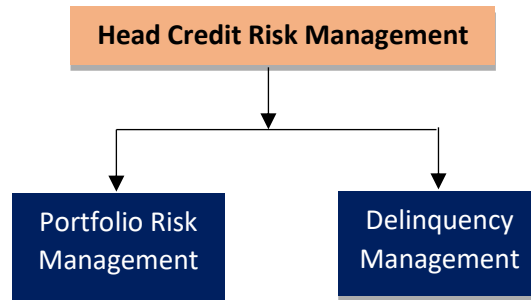 Head Credit Risk Management
Portfolio Risk
Management
Delinquency
Management